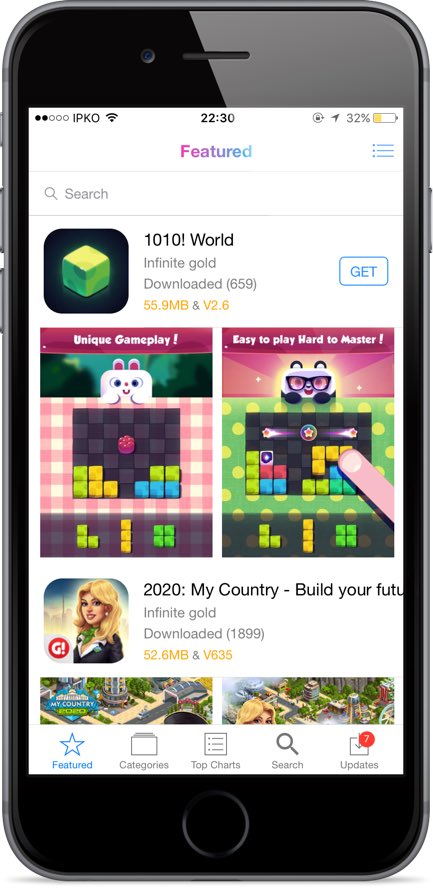 IPKO
22:30
32%
Featured
Search
1010! World
Infinite gold
Downloaded (659)
55.9MB & V2.6
GET
Unique Gameplay!
Easy to play Hard to Master!
2020: My Country - Build your futu
Infinite gold
Downloaded (1899)
52.6MB & V635
G!
MY COUNTRY
2020
Featured
Categories
Top Charts
Search
7
Updates